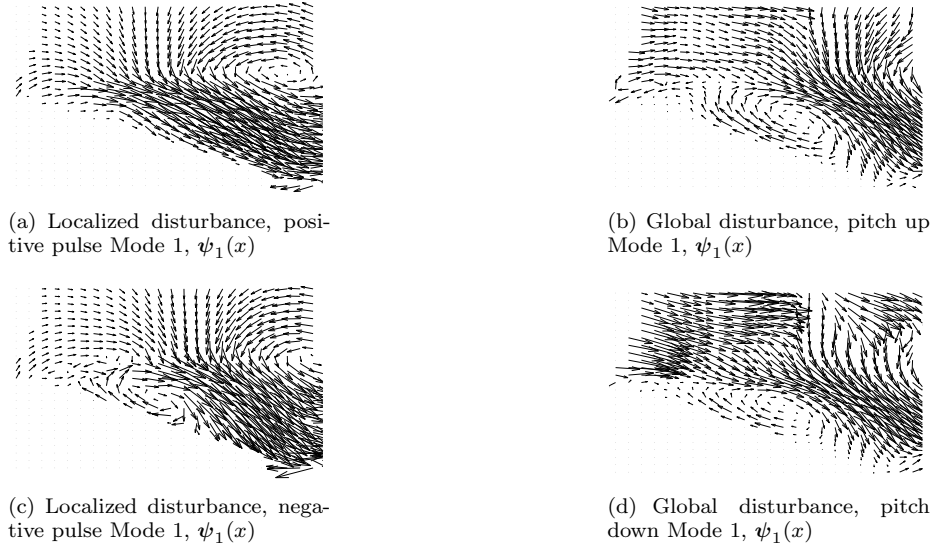 (a) Localized disturbance, posi-
tive pulse Mode 1, ψ₁(x)
(b) Global disturbance, pitch up
Mode 1, ψ₁(x)
(c) Localized disturbance, nega-
tive pulse Mode 1, ψ₁(x)
(d) Global disturbance, pitch
down Mode 1, ψ₁(x)